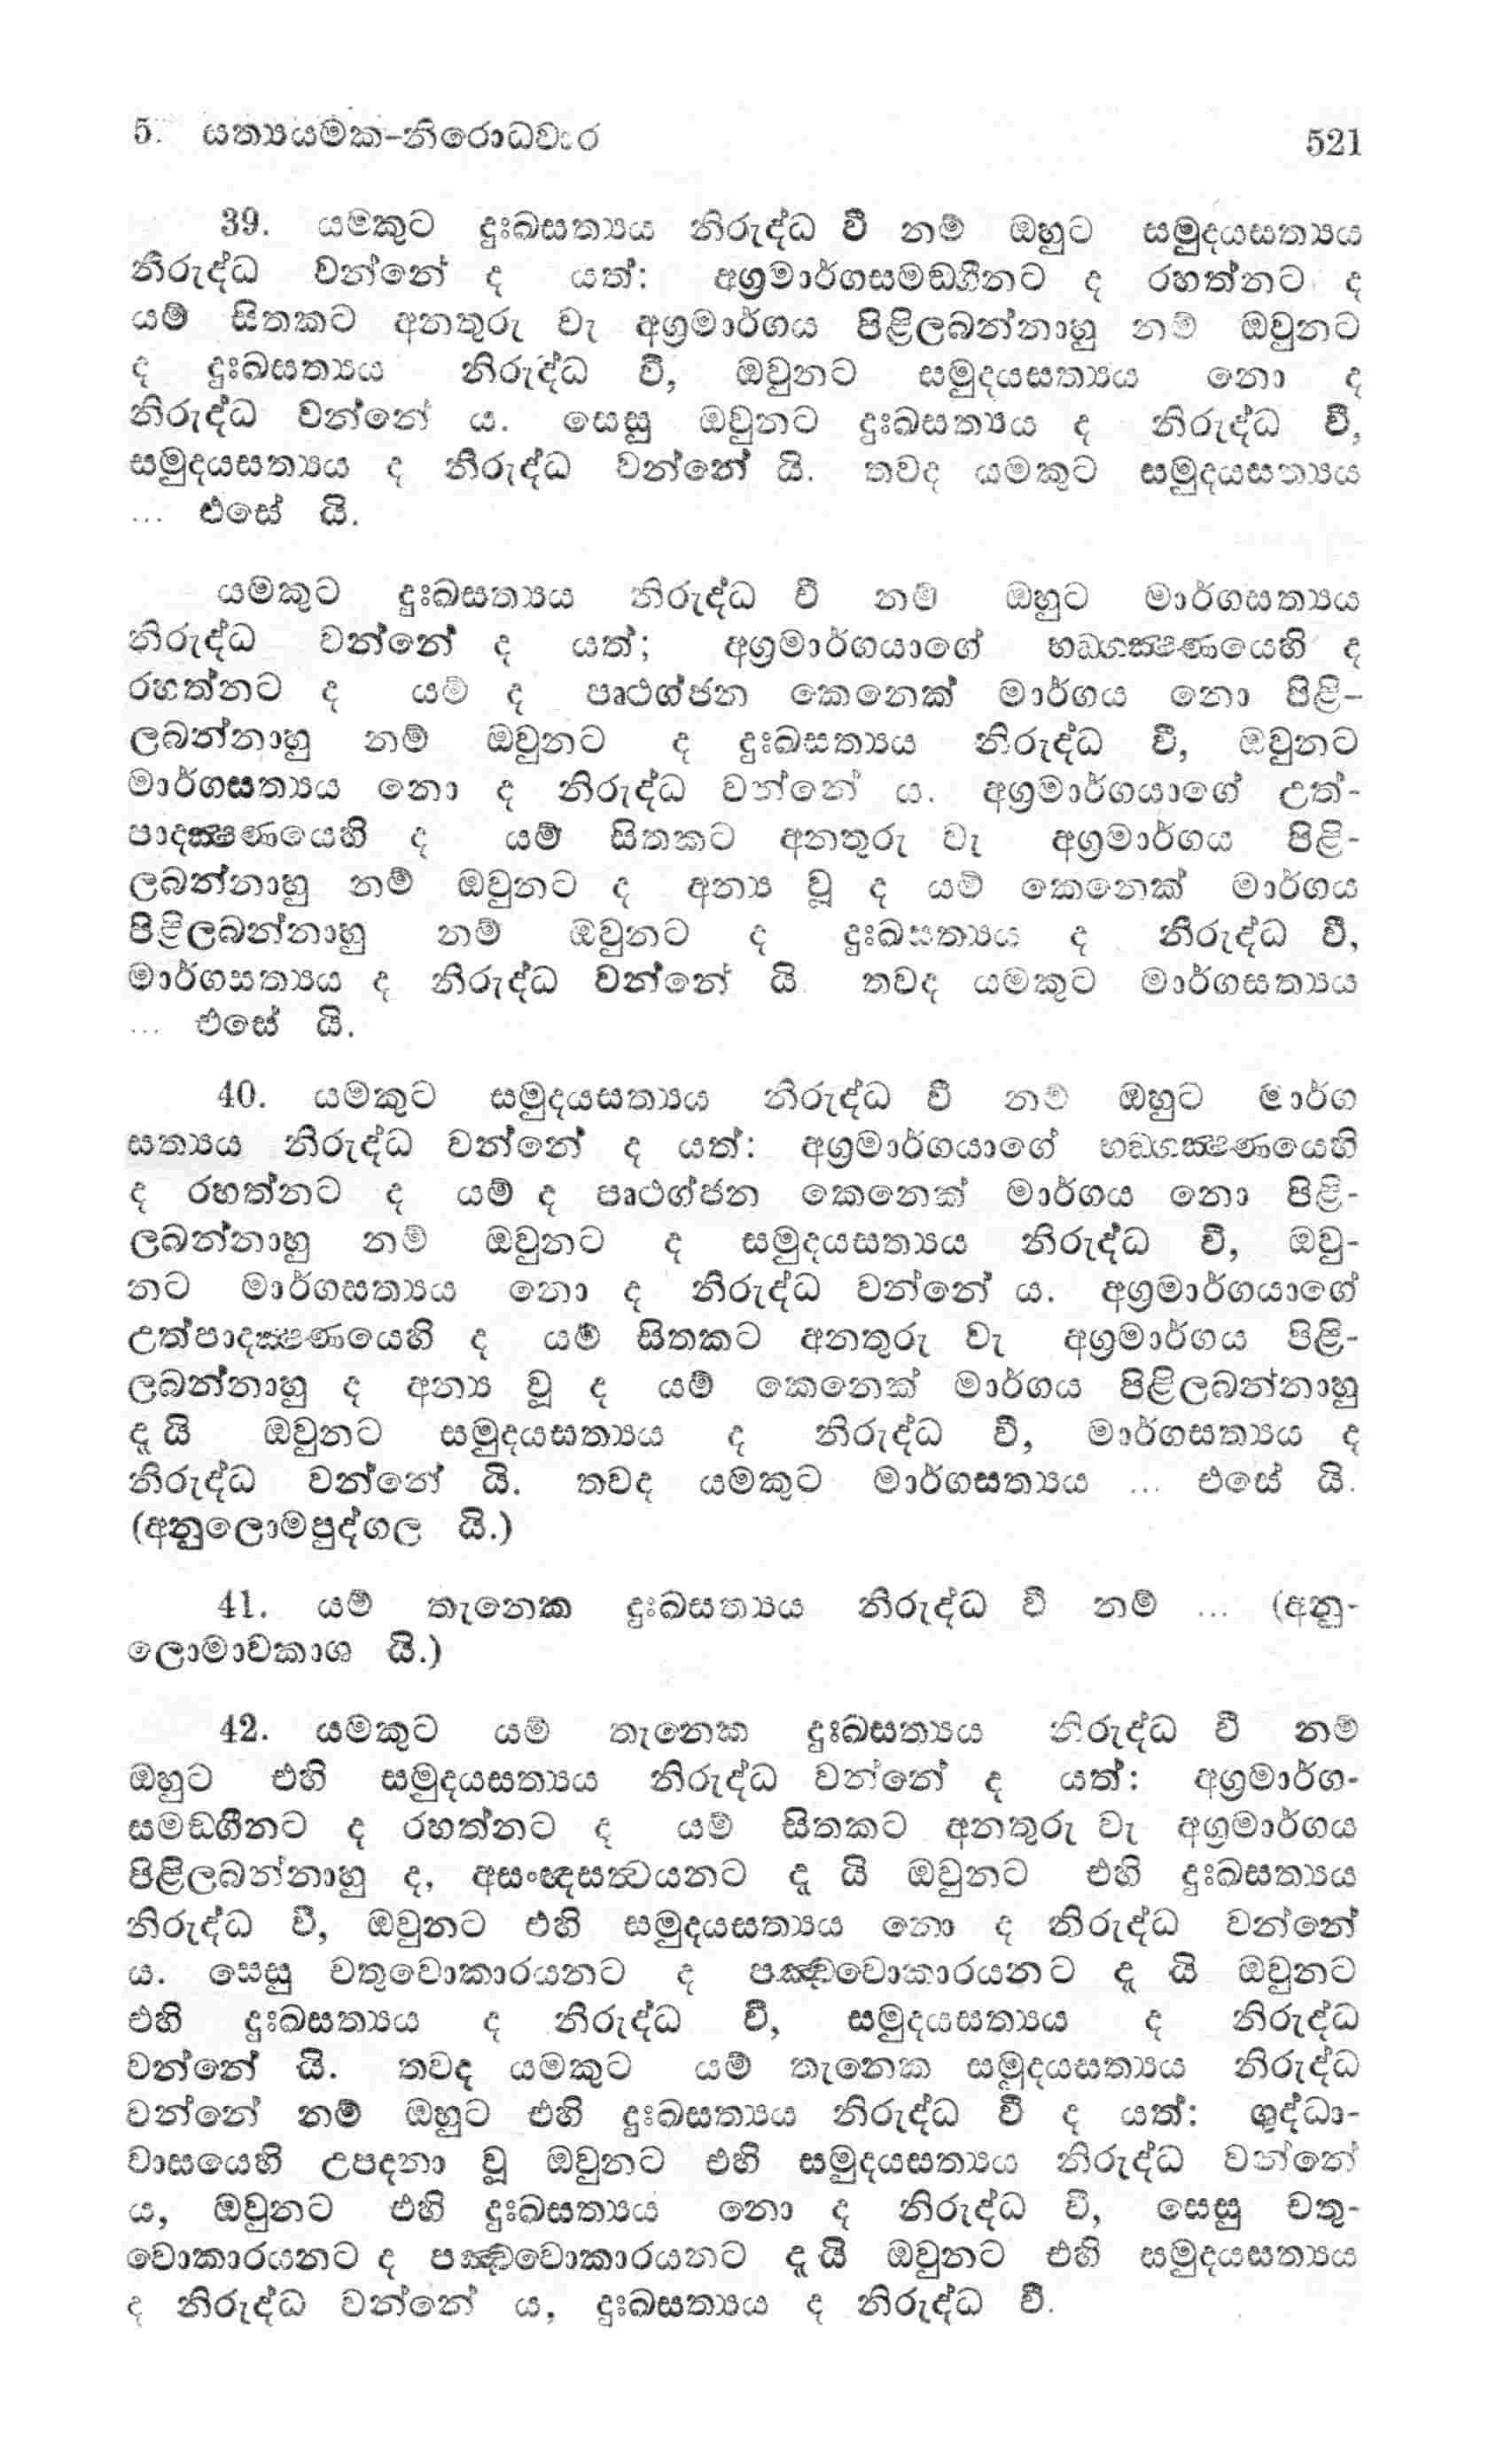 5. යත්‍යයමක-නිරොධවාර 521
39. යමකුට දුඃඛසත්‍යය නිරුද්ධ වී නම් ඔහුට සමුදයසත්‍යය
නිරුද්ධ වන්නේ ද යත්: අග්‍රමාර්ගසමඞ්ගීනට ද රහත්නට ද
යම් සිතකට අනතුරු වැ අග්‍රමාර්ගය පිළිලබන්නාහු නම් ඔවුනට
ද දුඃඛසත්‍යය නිරුද්ධ වී, ඔවුනට සමුදයසත්‍යය නො ද
නිරුද්ධ වන්නේ ය. සෙසු ඔවුනට දුඃඛසත්‍යය ද නිරුද්ධ වී,
සමුදයසත්‍යය ද නිරුද්ධ වන්නේ යි. තවද යමකුට සමුදයසත්‍යය
... එසේ යි.
යමකුට දුඃඛසත්‍යය නිරුද්ධ වී නම් ඔහුට මාර්ගසත්‍යය
නිරුද්ධ වන්නේ ද යත්; අග්‍රමාර්ගයාගේ භඞ්ගක්‍ෂණයෙහි ද
රහත්නට ද යම් ද පෘථග්ජන කෙනෙක් මාර්ගය නො පිළි-
ලබන්නාහු නම් ඔවුනට ද දුඃඛසත්‍යය නිරුද්ධ වී, ඔවුනට
මාර්ගසත්‍යය නො ද නිරුද්ධ වන්නේ ය. අග්‍රමාර්ගයාගේ උත්-
පාදක්‍ෂණයෙහි ද යම් සිතකට අනතුරු වැ අග්‍රමාර්ගය පිළි-
ලබන්නාහු නම් ඔවුනට ද අන්‍ය වූ ද යම් කෙනෙක් මාර්ගය
පිළිලබන්නාහු නම් ඔවුනට ද දුඃඛසත්‍යය ද නිරුද්ධ වී,
මාර්ගසත්‍යය ද නිරුද්ධ වන්නේ යි. තවද යමකුට මාර්ගසත්‍යය
... එසේ යි.
40. යමකුට සමුදයසත්‍යය නිරුද්ධ වී නම් ඔහුට මාර්ග
සත්‍යය නිරුද්ධ වන්නේ ද යත්: අග්‍රමාර්ගයාගේ භඞ්ගක්‍ෂණයෙහි
ද රහත්නට ද යම් ද පෘථග්ජන කෙනෙක් මාර්ගය නො පිළි-
ලබන්නාහු නම් ඔවුනට ද සමුදයසත්‍යය නිරුද්ධ වී, ඔවු-
නට මාර්ගසත්‍යය නො ද නිරුද්ධ වන්නේ ය. අග්‍රමාර්ගයාගේ
උත්පාදක්‍ෂණයෙහි ද යම් සිතකට අනතුරු වැ අග්‍රමාර්ගය පිළි-
ලබන්නාහු ද අන්‍ය වූ ද යම් කෙනෙක් මාර්ගය පිළිලබන්නාහු
ද යි ඔවුනට සමුදයසත්‍යය ද නිරුද්ධ වී, මාර්ගසත්‍යය ද
නිරුද්ධ වන්නේ යි. තවද යමකුට මාර්ගසත්‍යය ... එසේ යි.
(අනුලොමපුද්ගල යි.)
41. යම් තැනෙක දුඃඛසත්‍යය නිරුද්ධ වී නම් ... (අනු-
ලොමාවකාශ යි.)
42. යමකුට යම් තැනෙක දුඃඛසත්‍යය නිරුද්ධ වී නම්
ඔහුට එහි සමුදයසත්‍යය නිරුද්ධ වන්නේ ද යත්: අග්‍රමාර්ග-
සමඞ්ගීනට ද රහත්නට ද යම් සිතකට අනතුරු වැ අග්‍රමාර්ගය
පිළිලබන්නාහු ද, අසංඥසත්ත්‍වයනට ද යි ඔවුනට එහි දුඃඛසත්‍යය
නිරුද්ධ වී, ඔවුනට එහි සමුදයසත්‍යය නො ද නිරුද්ධ වන්නේ
ය. සෙසු චතුවොකාරයනට ද පඤ්චවොකාරයනට ද යි ඔවුනට
එහි දුඃඛසත්‍යය ද නිරුද්ධ වී, සමුදයසත්‍යය ද නිරුද්ධ
වන්නේ යි. තවද යමකුට යම් තැනෙක සමුදයසත්‍යය නිරුද්ධ
වන්නේ නම් ඔහුට එහි දුඃඛසත්‍යය නිරුද්ධ වී ද යත්: ශුද්ධා-
වාසයෙහි උපදනා වූ ඔවුනට එහි සමුදයසත්‍යය නිරුද්ධ වන්නේ
ය, ඔවුනට එහි දුඃඛසත්‍යය නො ද නිරුද්ධ වී, සෙසු චතු-
වොකාරයනට ද පඤ්චවොකාරයනට ද යි ඔවුනට එහි සමුදයසත්‍යය
ද නිරුද්ධ වන්නේ ය, දුඃඛසත්‍යය ද නිරුද්ධ වී.